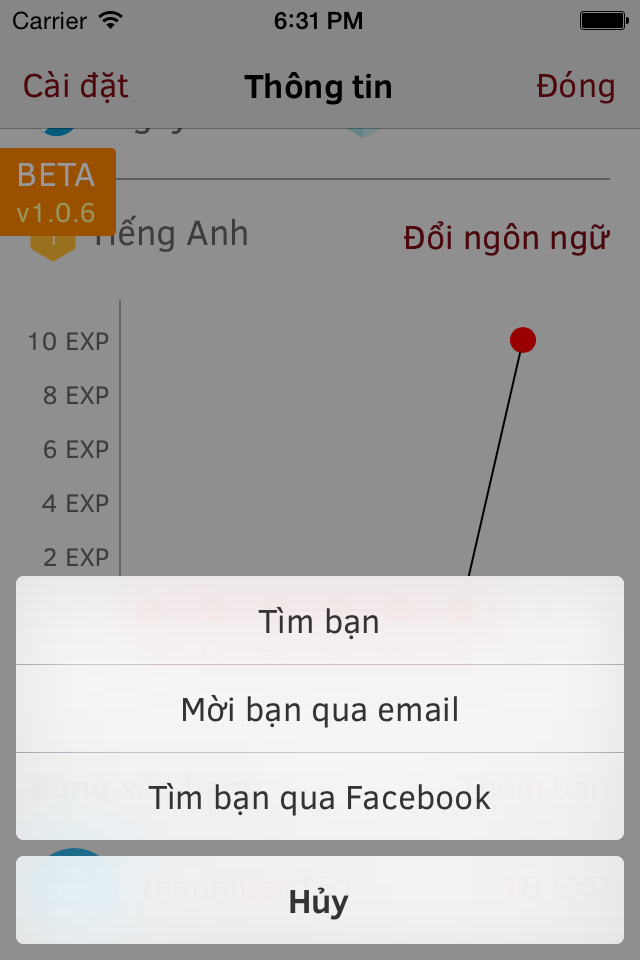 Carrier 6:31 PM
Cài đặt Thông tin Đóng
BETA
v1.0.6
Tiếng Anh Đổi ngôn ngữ
10 EXP
8 EXP
6 EXP
4 EXP
2 EXP
Tìm bạn
Mời bạn qua email
Bảng xếp hạng Thêm bạn
Tìm bạn qua Facebook
10 EXP
Hủy